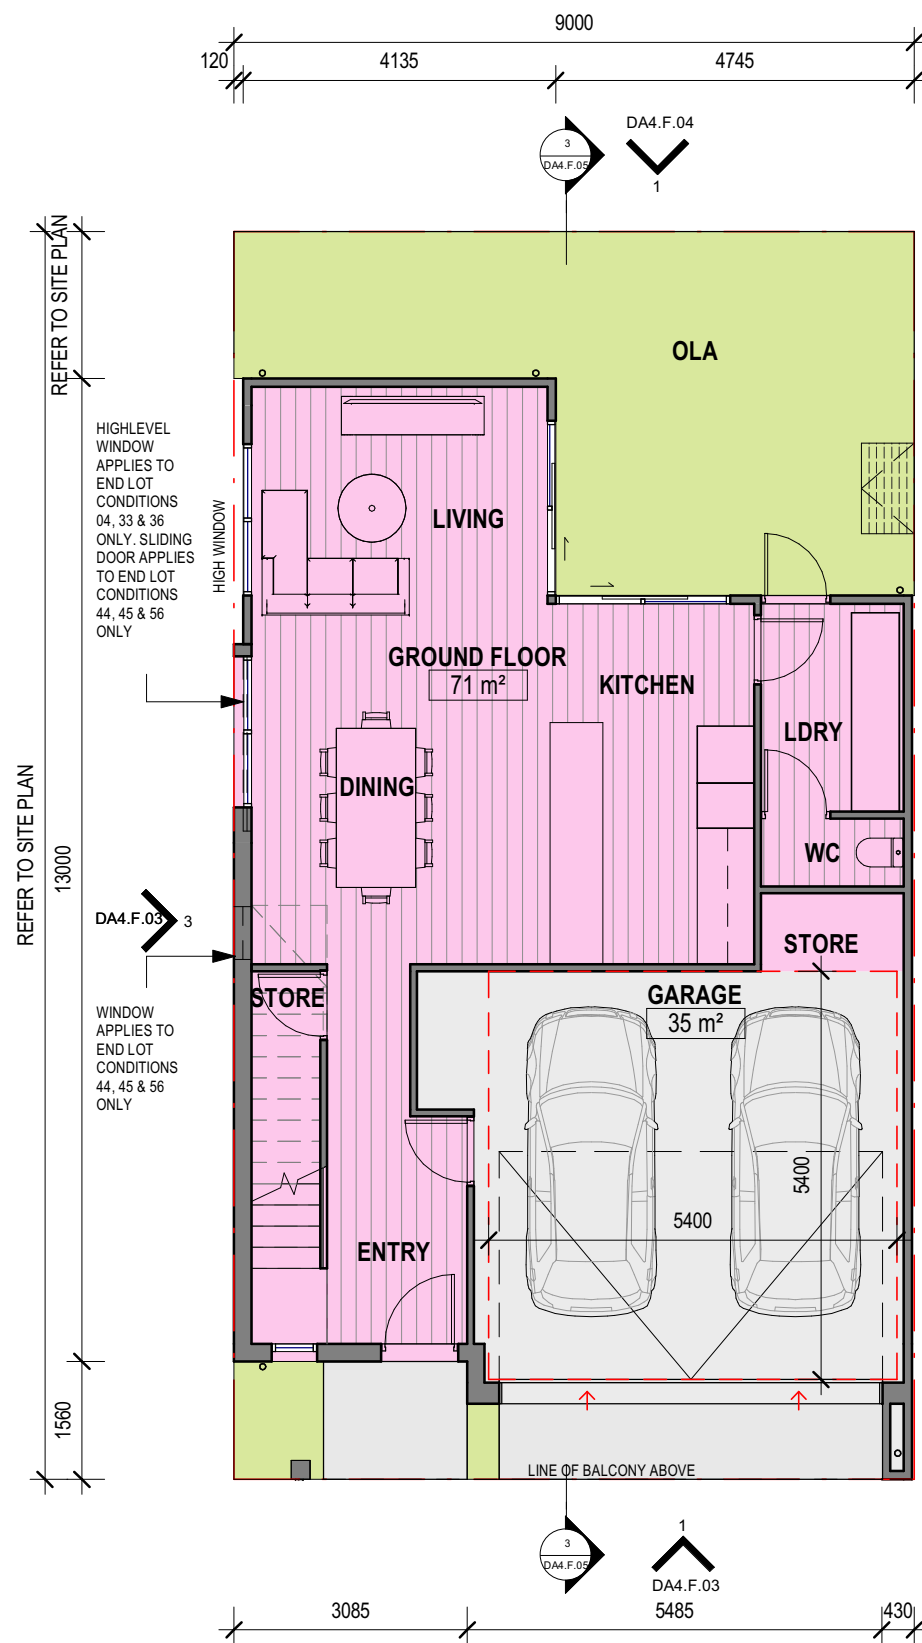 9000
120
4135
4745
3
DA4.F.05
DA4.F.04
1
REFER TO SITE PLAN
OLA
HIGHLEVEL
WINDOW
APPLIES TO
END LOT
CONDITIONS
04, 33 & 36
ONLY. SLIDING
DOOR APPLIES
TO END LOT
CONDITIONS
44, 45 & 56
ONLY
HIGH WINDOW
LIVING
GROUND FLOOR
71 m²
KITCHEN
LDRY
DINING
REFER TO SITE PLAN
13000
WC
DA4.F.03
3
STORE
STORE
GARAGE
35 m²
WINDOW
APPLIES TO
END LOT
CONDITIONS
44, 45 & 56
ONLY
5400
5400
ENTRY
1560
LINE OF BALCONY ABOVE
3
DA4.F.05
1
DA4.F.03
3085
5485
430